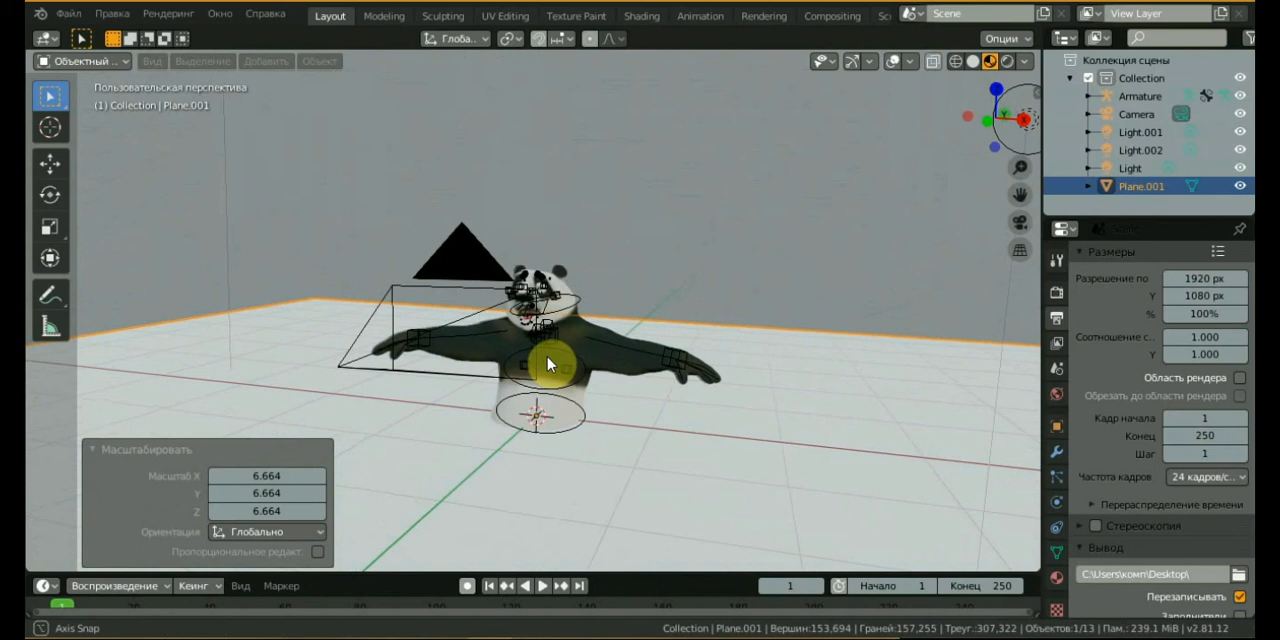 Файл Правка Рендеринг Окно Справка Layout Modeling Sculpting UV Editing Texture Paint Shading Animation Rendering Compositing Sc Scene View Layer
Глоба.. Опции
Объектный .. Вид Выделение Добавить Объект
Пользовательская перспектива
(1) Collection | Plane.001
Коллекция сцены
Collection
Armature
Camera
Light.001
Light.002
Light
Plane.001
X
Y
Размеры
Разрешение по 1920 px
Y 1080 px
% 100%
Соотношение с.. 1.000
Y 1.000
Область рендера
Обрезать до области рендера
Кадр начала 1
Конец 250
Шаг 1
Частота кадров 24 кадров/с..
Перераспределение времени
Стереоскопия
Вывод
C:\Users\комп\Desktop\
Перезаписывать
Масштабировать
Масштаб X 6.664
Y 6.664
Z 6.664
Ориентация Глобально
Пропорциональное редакт.
Воспроизведение Кеинг Вид Маркер 1 Начало 1 Конец 250
1
Axis Snap Collection | Plane.001 | Вершин:153,694 | Граней:157,255 | Треуг.:307,322 | Объектов:1/13 | Пам.: 239.1 MiB | v2.81.12